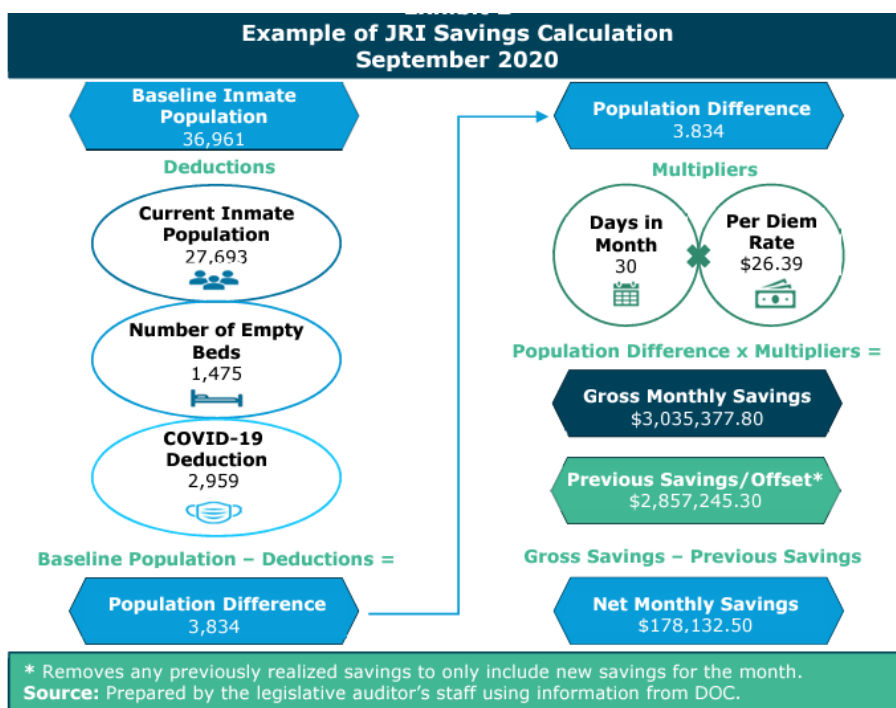 Example of JRI Savings Calculation
September 2020
Baseline Inmate
Population
36,961
Deductions
Current Inmate
Population
27,693
Number of Empty
Beds
1,475
COVID-19
Deduction
2,959
Baseline Population – Deductions =
Population Difference
3,834
Population Difference
3.834
Multipliers
Days in
Month
30
Per Diem
Rate
$26.39
Population Difference x Multipliers =
Gross Monthly Savings
$3,035,377.80
Previous Savings/Offset*
$2,857,245.30
Gross Savings – Previous Savings
Net Monthly Savings
$178,132.50
* Removes any previously realized savings to only include new savings for the month.
Source: Prepared by the legislative auditor’s staff using information from DOC.